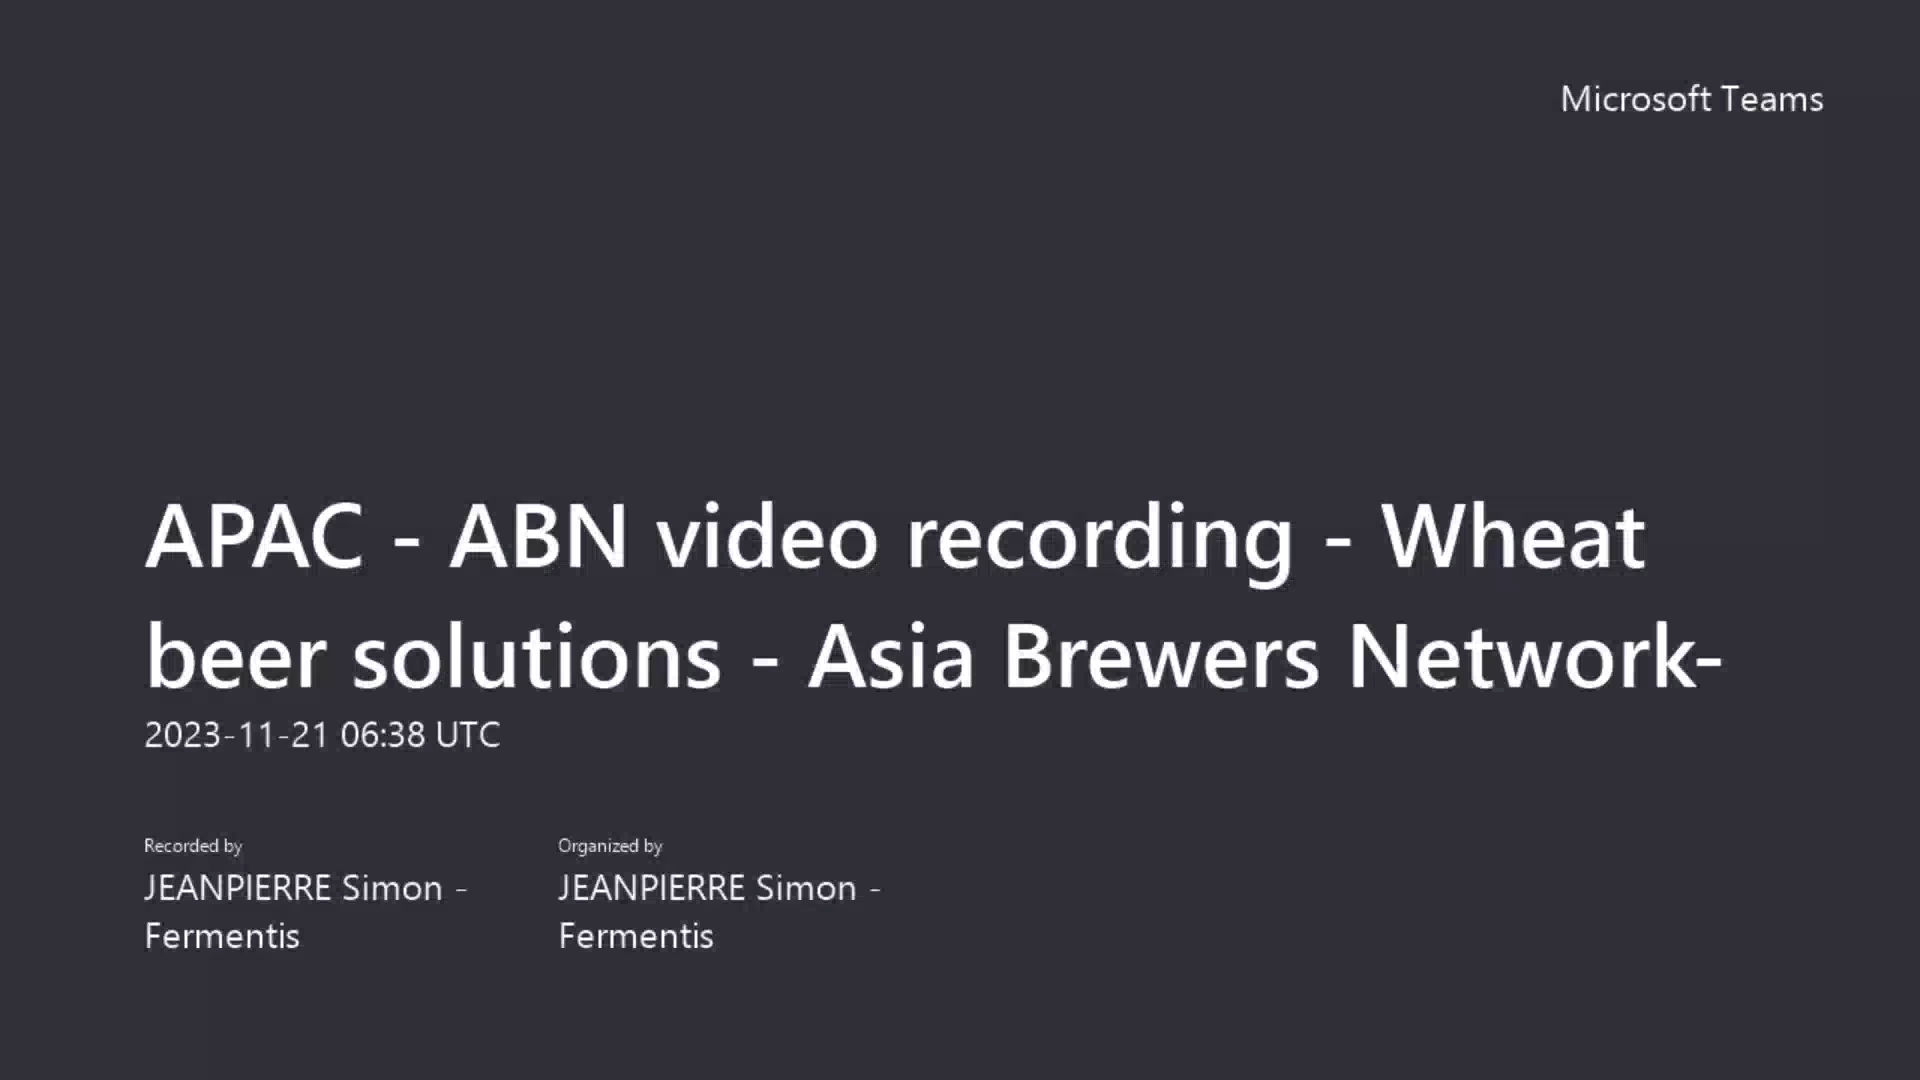 Microsoft Teams
APAC - ABN video recording - Wheat
beer solutions - Asia Brewers Network-
2023-11-21 06:38 UTC
Recorded by
JEANPIERRE Simon -
Fermentis
Organized by
JEANPIERRE Simon -
Fermentis